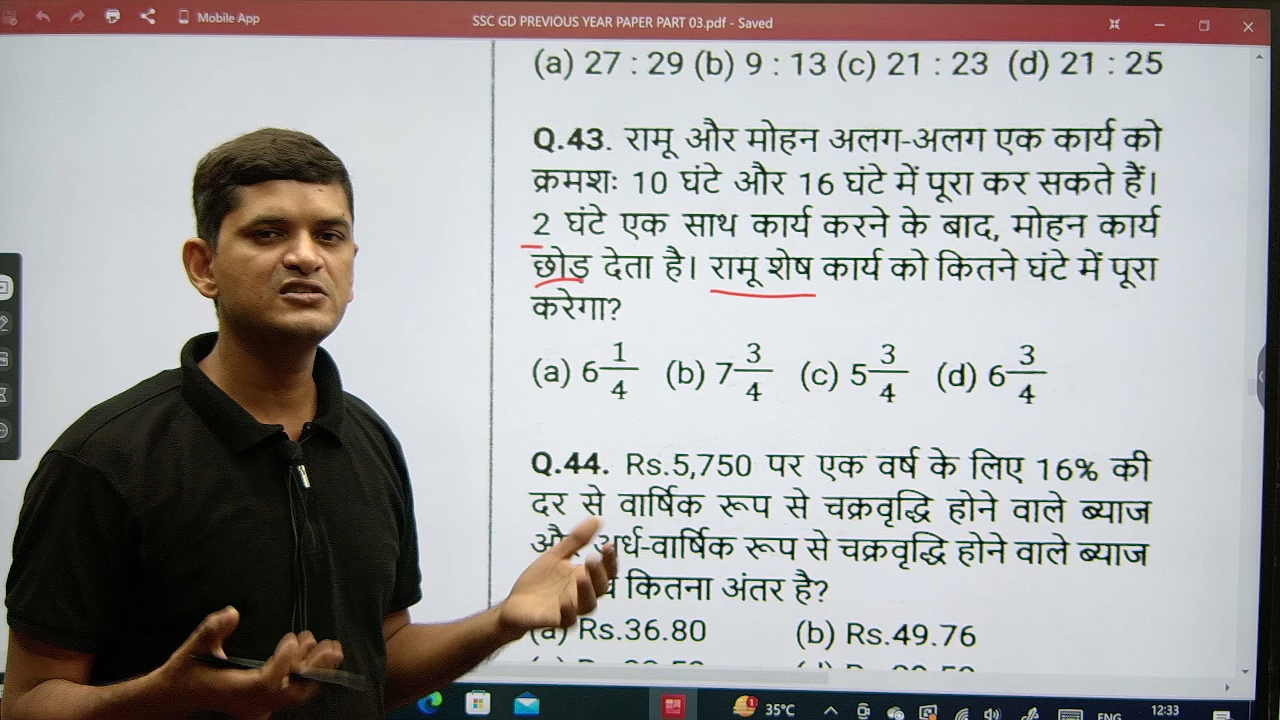 Mobile App
SSC GD PREVIOUS YEAR PAPER PART 03.pdf - Saved
(a) 27 : 29 (b) 9 : 13 (c) 21 : 23 (d) 21 : 25
Q.43. रामू और मोहन अलग-अलग एक कार्य को
क्रमशः 10 घंटे और 16 घंटे में पूरा कर सकते हैं।
2 घंटे एक साथ कार्य करने के बाद, मोहन कार्य
छोड़ देता है। रामू शेष कार्य को कितने घंटे में पूरा
करेगा?
(a) 6 1/4 (b) 7 3/4 (c) 5 3/4 (d) 6 3/4
Q.44. Rs.5,750 पर एक वर्ष के लिए 16% की
दर से वार्षिक रूप से चक्रवृद्धि होने वाले ब्याज
और अर्ध-वार्षिक रूप से चक्रवृद्धि होने वाले ब्याज
कितना अंतर है?
(a) Rs.36.80 (b) Rs.49.76
35°C
ENG
12:33